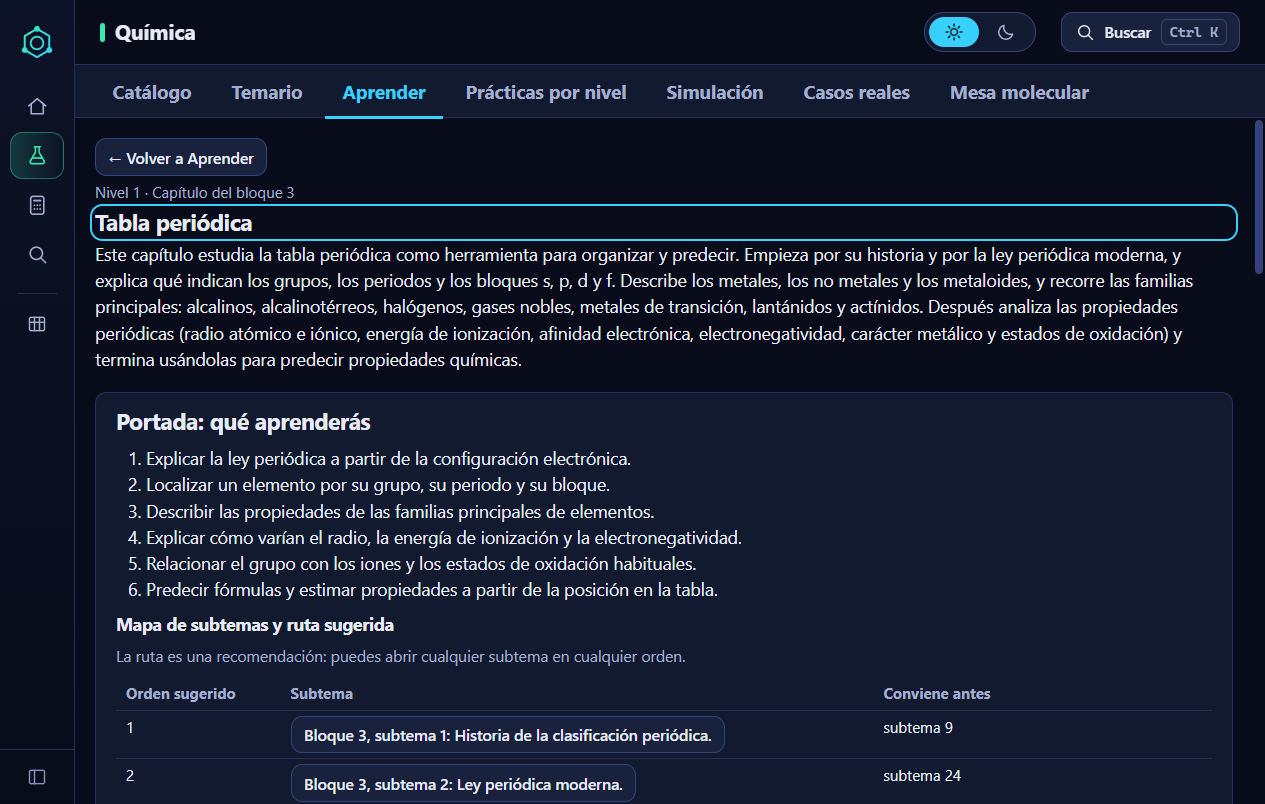 Química
Buscar Ctrl K
Catálogo Temario Aprender Prácticas por nivel Simulación Casos reales Mesa molecular
← Volver a Aprender
Nivel 1 · Capítulo del bloque 3
Tabla periódica
Este capítulo estudia la tabla periódica como herramienta para organizar y predecir. Empieza por su historia y por la ley periódica moderna, y
explica qué indican los grupos, los periodos y los bloques s, p, d y f. Describe los metales, los no metales y los metaloides, y recorre las familias
principales: alcalinos, alcalinotérreos, halógenos, gases nobles, metales de transición, lantánidos y actínidos. Después analiza las propiedades
periódicas (radio atómico e iónico, energía de ionización, afinidad electrónica, electronegatividad, carácter metálico y estados de oxidación) y
termina usándolas para predecir propiedades químicas.
Portada: qué aprenderás
1. Explicar la ley periódica a partir de la configuración electrónica.
2. Localizar un elemento por su grupo, su periodo y su bloque.
3. Describir las propiedades de las familias principales de elementos.
4. Explicar cómo varían el radio, la energía de ionización y la electronegatividad.
5. Relacionar el grupo con los iones y los estados de oxidación habituales.
6. Predecir fórmulas y estimar propiedades a partir de la posición en la tabla.
Mapa de subtemas y ruta sugerida
La ruta es una recomendación: puedes abrir cualquier subtema en cualquier orden.
Orden sugerido Subtema Conviene antes
1 Bloque 3, subtema 1: Historia de la clasificación periódica. subtema 9
2 Bloque 3, subtema 2: Ley periódica moderna. subtema 24